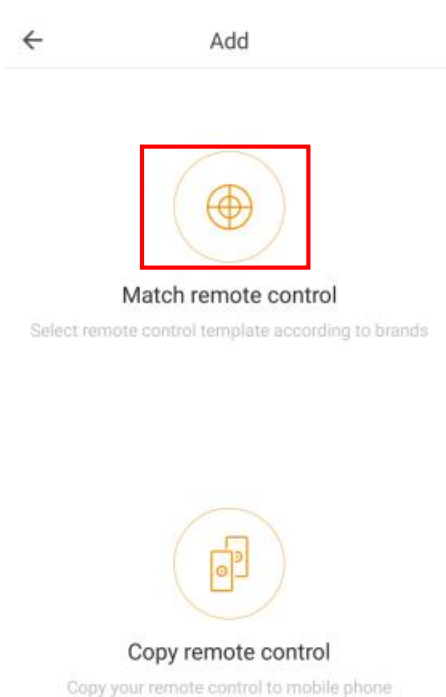 Add
Match remote control
Select remote control template according to brands
Copy remote control
Copy your remote control to mobile phone